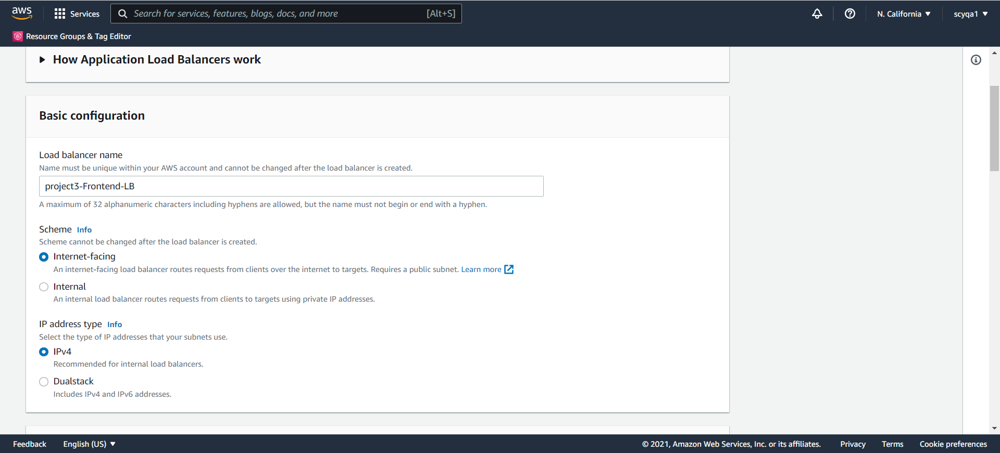 aws
Services
Search for services, features, blogs, docs, and more
[Alt+S]
N. California
scyqa1
Resource Groups & Tag Editor
How Application Load Balancers work
Basic configuration
Load balancer name
Name must be unique within your AWS account and cannot be changed after the load balancer is created.
project3-Frontend-LB
A maximum of 32 alphanumeric characters including hyphens are allowed, but the name must not begin or end with a hyphen.
Scheme Info
Scheme cannot be changed after the load balancer is created.
Internet-facing
An internet-facing load balancer routes requests from clients over the internet to targets. Requires a public subnet. Learn more
Internal
An internal load balancer routes requests from clients to targets using private IP addresses.
IP address type Info
Select the type of IP addresses that your subnets use.
IPv4
Recommended for internal load balancers.
Dualstack
Includes IPv4 and IPv6 addresses.
Feedback
English (US)
© 2021, Amazon Web Services, Inc. or its affiliates.
Privacy
Terms
Cookie preferences